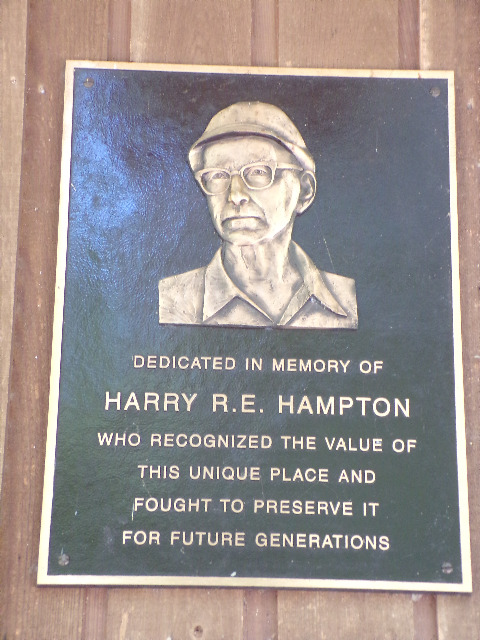 DEDICATED IN MEMORY OF
HARRY R.E. HAMPTON
WHO RECOGNIZED THE VALUE OF
THIS UNIQUE PLACE AND
FOUGHT TO PRESERVE IT
FOR FUTURE GENERATIONS